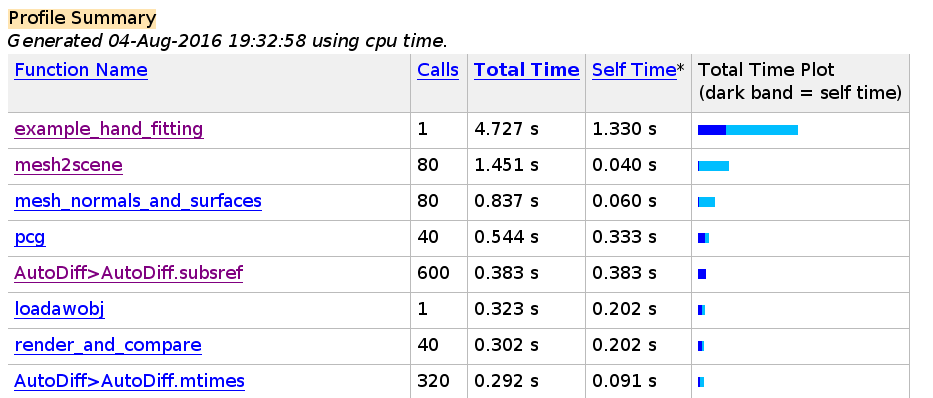 Profile Summary
Generated 04-Aug-2016 19:32:58 using cpu time.
Function Name Calls Total Time Self Time* Total Time Plot
(dark band = self time)
example_hand_fitting 1 4.727 s 1.330 s
mesh2scene 80 1.451 s 0.040 s
mesh_normals_and_surfaces 80 0.837 s 0.060 s
pcg 40 0.544 s 0.333 s
AutoDiff>AutoDiff.subsref 600 0.383 s 0.383 s
loadawobj 1 0.323 s 0.202 s
render_and_compare 40 0.302 s 0.202 s
AutoDiff>AutoDiff.mtimes 320 0.292 s 0.091 s